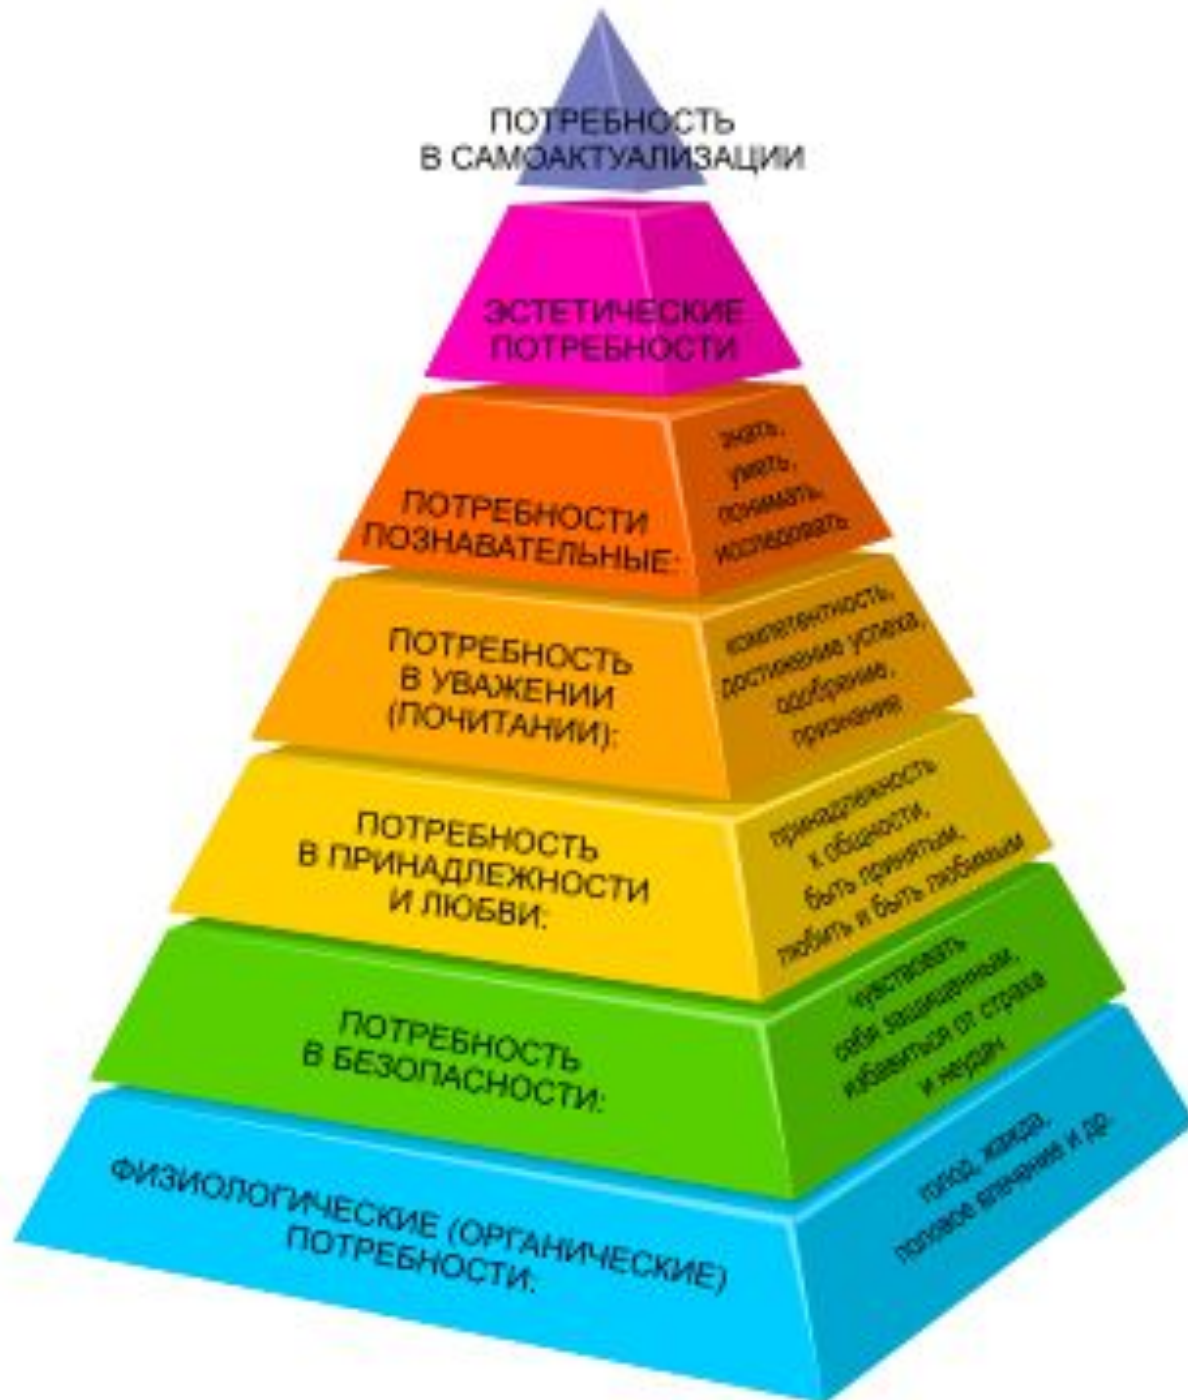 ПОТРЕБНОСТЬ
В САМОАКТУАЛИЗАЦИИ
ЭСТЕТИЧЕСКИЕ
ПОТРЕБНОСТИ
ПОТРЕБНОСТИ
ПОЗНАВАТЕЛЬНЫЕ:
знать,
уметь,
понимать,
исследовать
ПОТРЕБНОСТЬ
В УВАЖЕНИИ
(ПОЧИТАНИИ):
компетентность,
достижение успеха,
одобрение,
признание
ПОТРЕБНОСТЬ
В ПРИНАДЛЕЖНОСТИ
И ЛЮБВИ:
принадлежность
к общности,
быть принятым,
любить и быть любимым
ПОТРЕБНОСТЬ
В БЕЗОПАСНОСТИ:
чувствовать
себя защищенным,
избавиться от страха
и неудач
ФИЗИОЛОГИЧЕСКИЕ (ОРГАНИЧЕСКИЕ)
ПОТРЕБНОСТИ:
голод, жажда,
половое влечение и др.